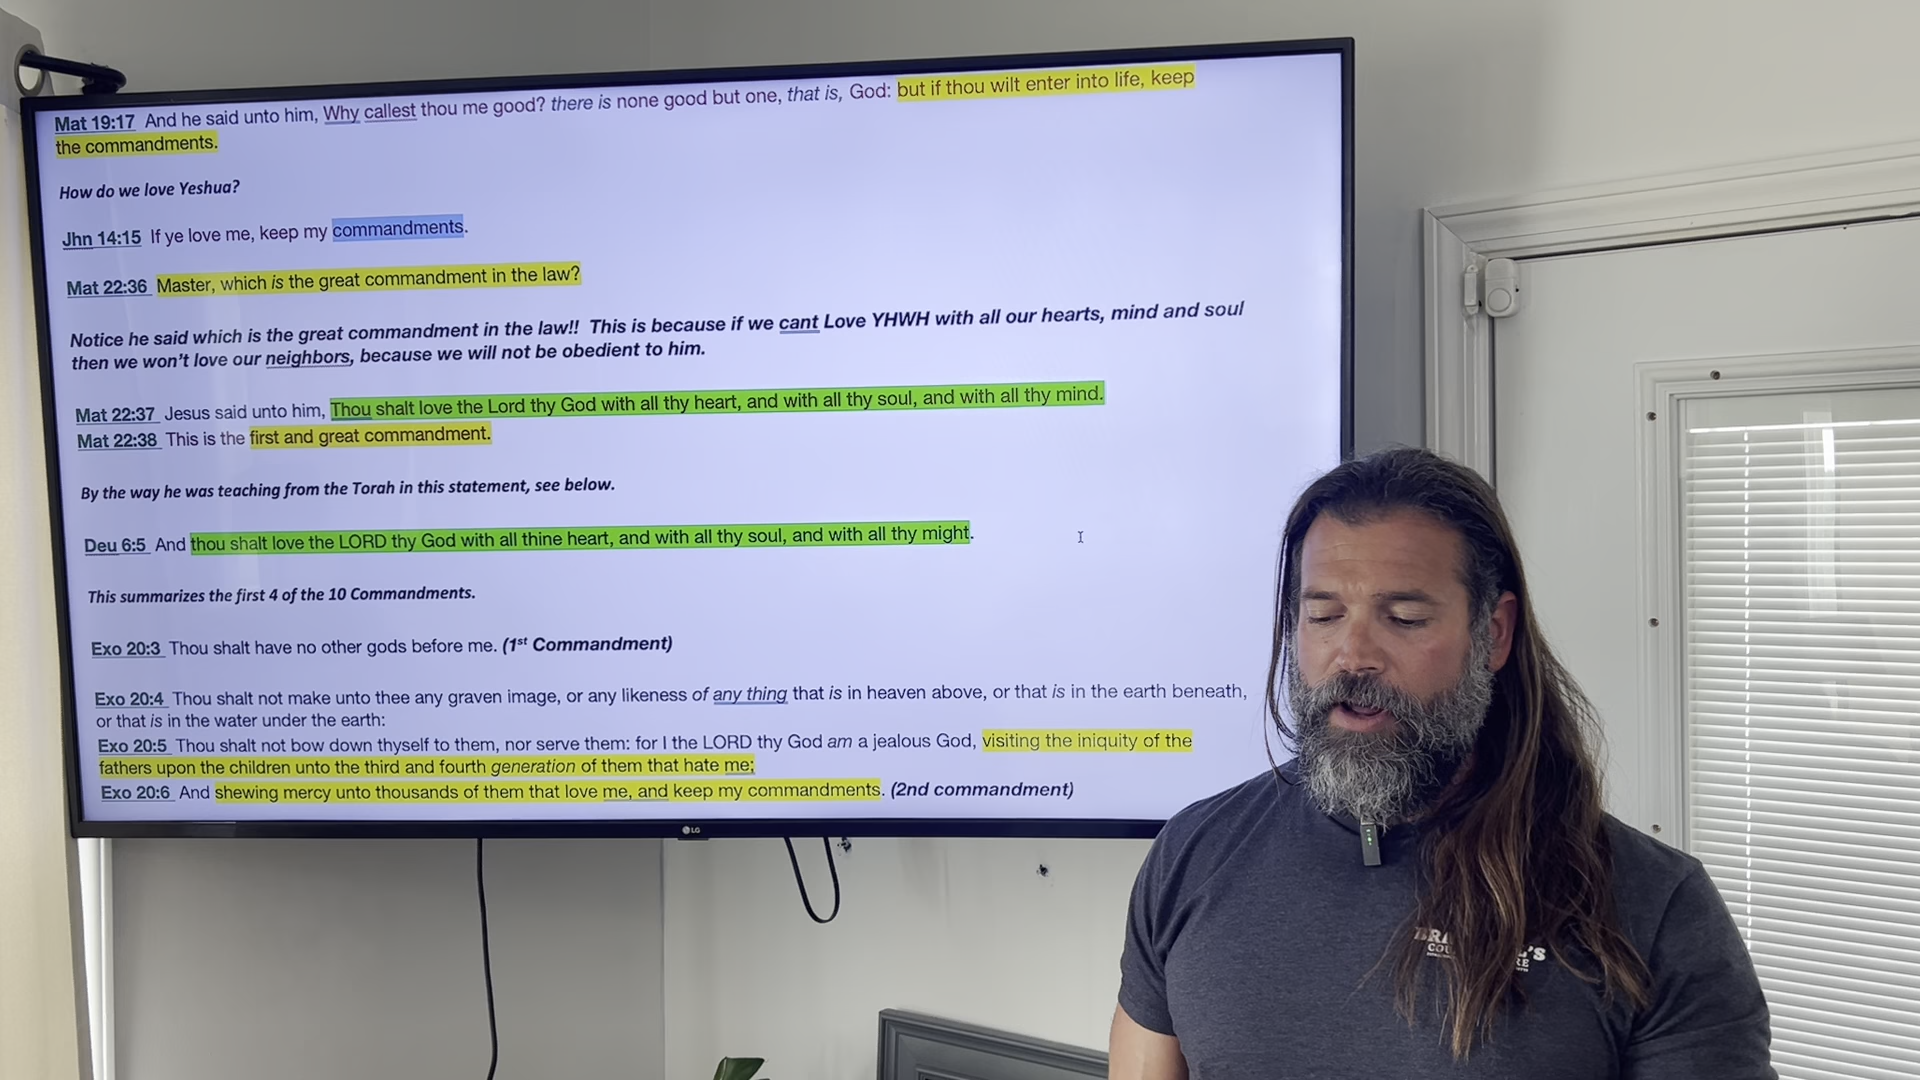 Mat 19:17 And he said unto him, Why callest thou me good? there is none good but one, that is, God: but if thou wilt enter into life, keep
the commandments.
How do we love Yeshua?
Jhn 14:15 If ye love me, keep my commandments.
Mat 22:36 Master, which is the great commandment in the law?
Notice he said which is the great commandment in the law!! This is because if we cant Love YHWH with all our hearts, mind and soul
then we won't love our neighbors, because we will not be obedient to him.
Mat 22:37 Jesus said unto him, Thou shalt love the Lord thy God with all thy heart, and with all thy soul, and with all thy mind.
Mat 22:38 This is the first and great commandment.
By the way he was teaching from the Torah in this statement, see below.
Deu 6:5 And thou shalt love the LORD thy God with all thine heart, and with all thy soul, and with all thy might.
This summarizes the first 4 of the 10 Commandments.
Exo 20:3 Thou shalt have no other gods before me. (1st Commandment)
Exo 20:4 Thou shalt not make unto thee any graven image, or any likeness of any thing that is in heaven above, or that is in the earth beneath,
or that is in the water under the earth:
Exo 20:5 Thou shalt not bow down thyself to them, nor serve them: for I the LORD thy God am a jealous God, visiting the iniquity of the
fathers upon the children unto the third and fourth generation of them that hate me;
Exo 20:6 And shewing mercy unto thousands of them that love me, and keep my commandments. (2nd commandment)
LG